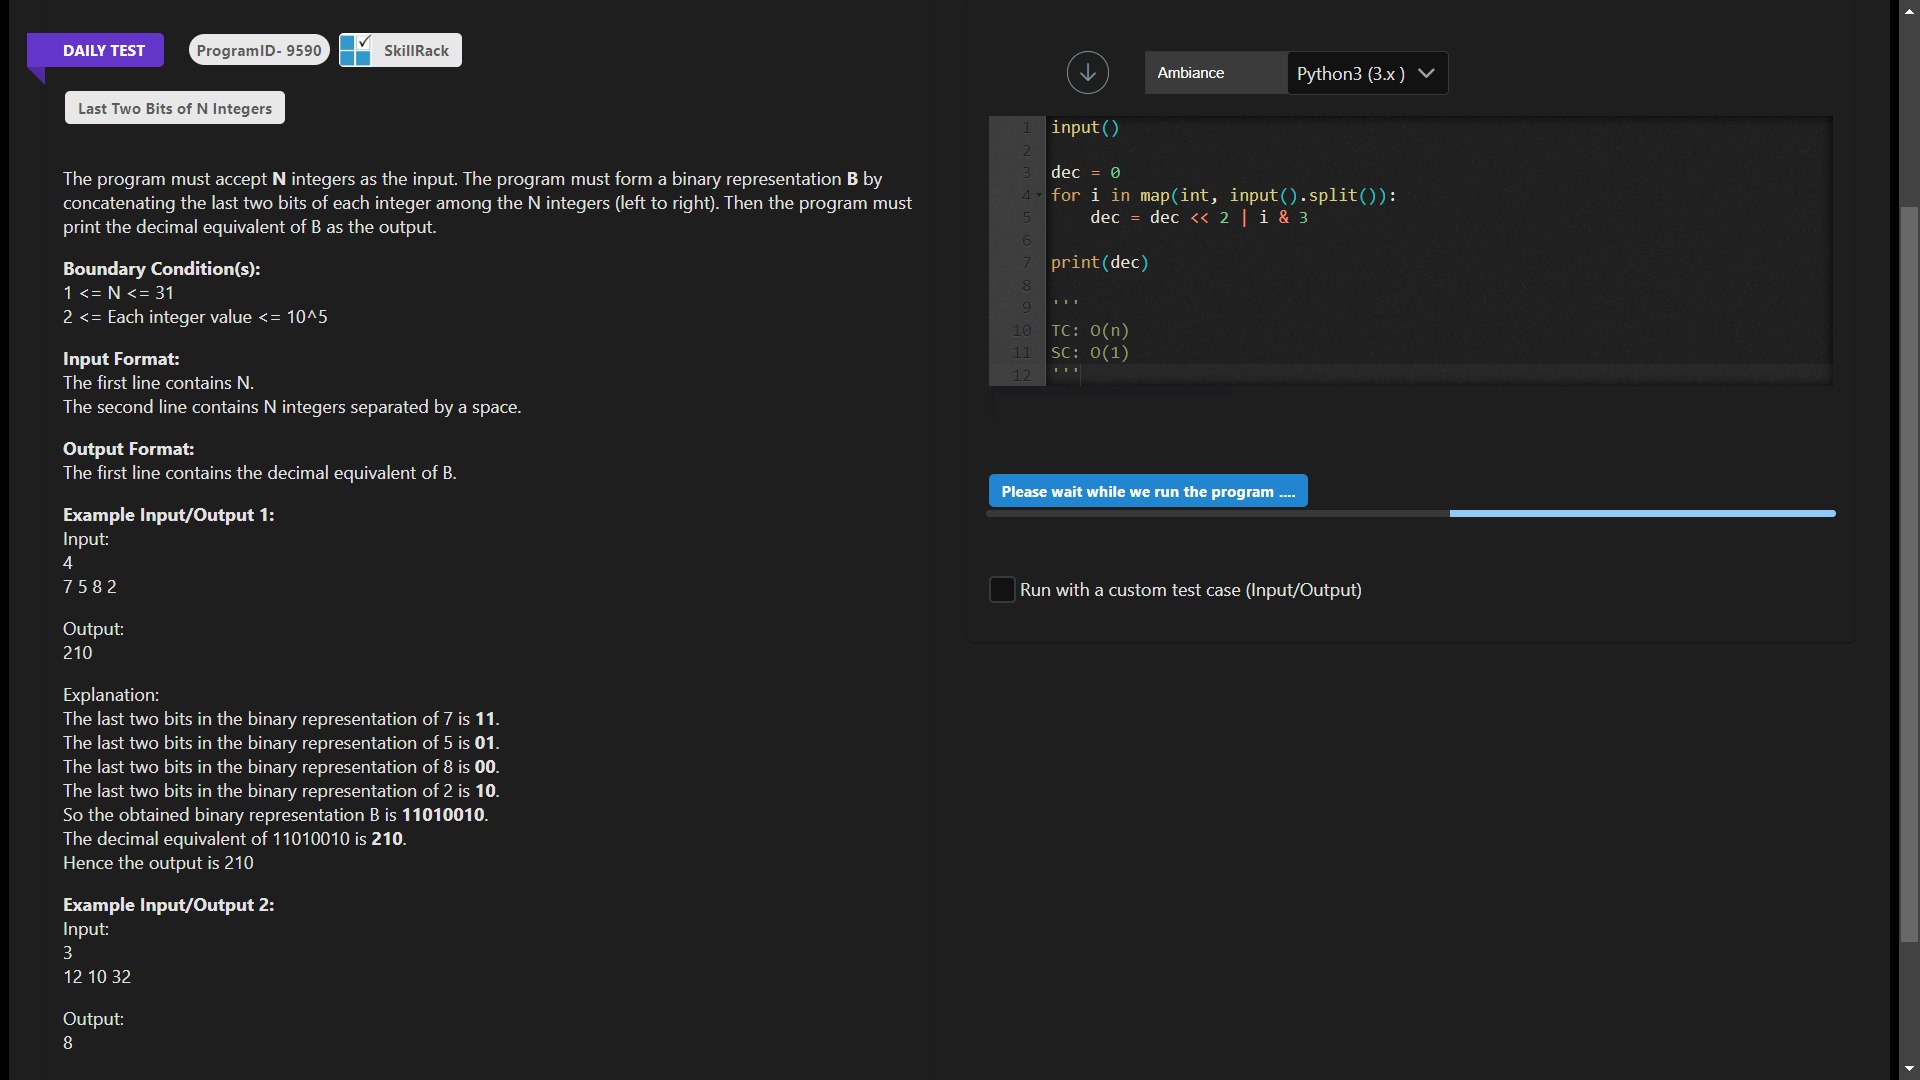 DAILY TEST
ProgramID- 9590
SkillRack
Last Two Bits of N Integers
The program must accept N integers as the input. The program must form a binary representation B by
concatenating the last two bits of each integer among the N integers (left to right). Then the program must
print the decimal equivalent of B as the output.
Boundary Condition(s):
1 <= N <= 31
2 <= Each integer value <= 10^5
Input Format:
The first line contains N.
The second line contains N integers separated by a space.
Output Format:
The first line contains the decimal equivalent of B.
Example Input/Output 1:
Input:
4
7 5 8 2
Output:
210
Explanation:
The last two bits in the binary representation of 7 is 11.
The last two bits in the binary representation of 5 is 01.
The last two bits in the binary representation of 8 is 00.
The last two bits in the binary representation of 2 is 10.
So the obtained binary representation B is 11010010.
The decimal equivalent of 11010010 is 210.
Hence the output is 210
Example Input/Output 2:
Input:
3
12 10 32
Output:
8
Ambiance
Python3 (3.x )
1 input()
2
3 dec = 0
4 for i in map(int, input().split()):
5     dec = dec << 2 | i & 3
6
7 print(dec)
8
9 '''
10 TC: O(n)
11 SC: O(1)
12 '''
Please wait while we run the program ....
Run with a custom test case (Input/Output)